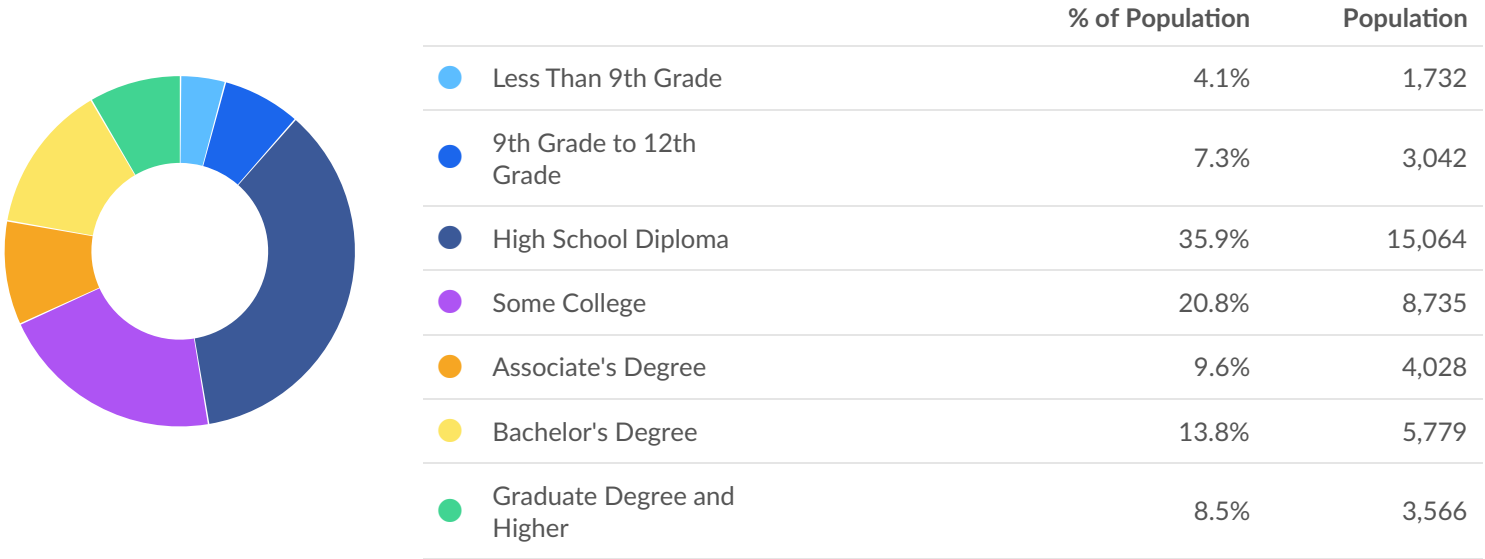 % of Population Population
Less Than 9th Grade 4.1% 1,732
9th Grade to 12th
Grade 7.3% 3,042
High School Diploma 35.9% 15,064
Some College 20.8% 8,735
Associate's Degree 9.6% 4,028
Bachelor's Degree 13.8% 5,779
Graduate Degree and
Higher 8.5% 3,566